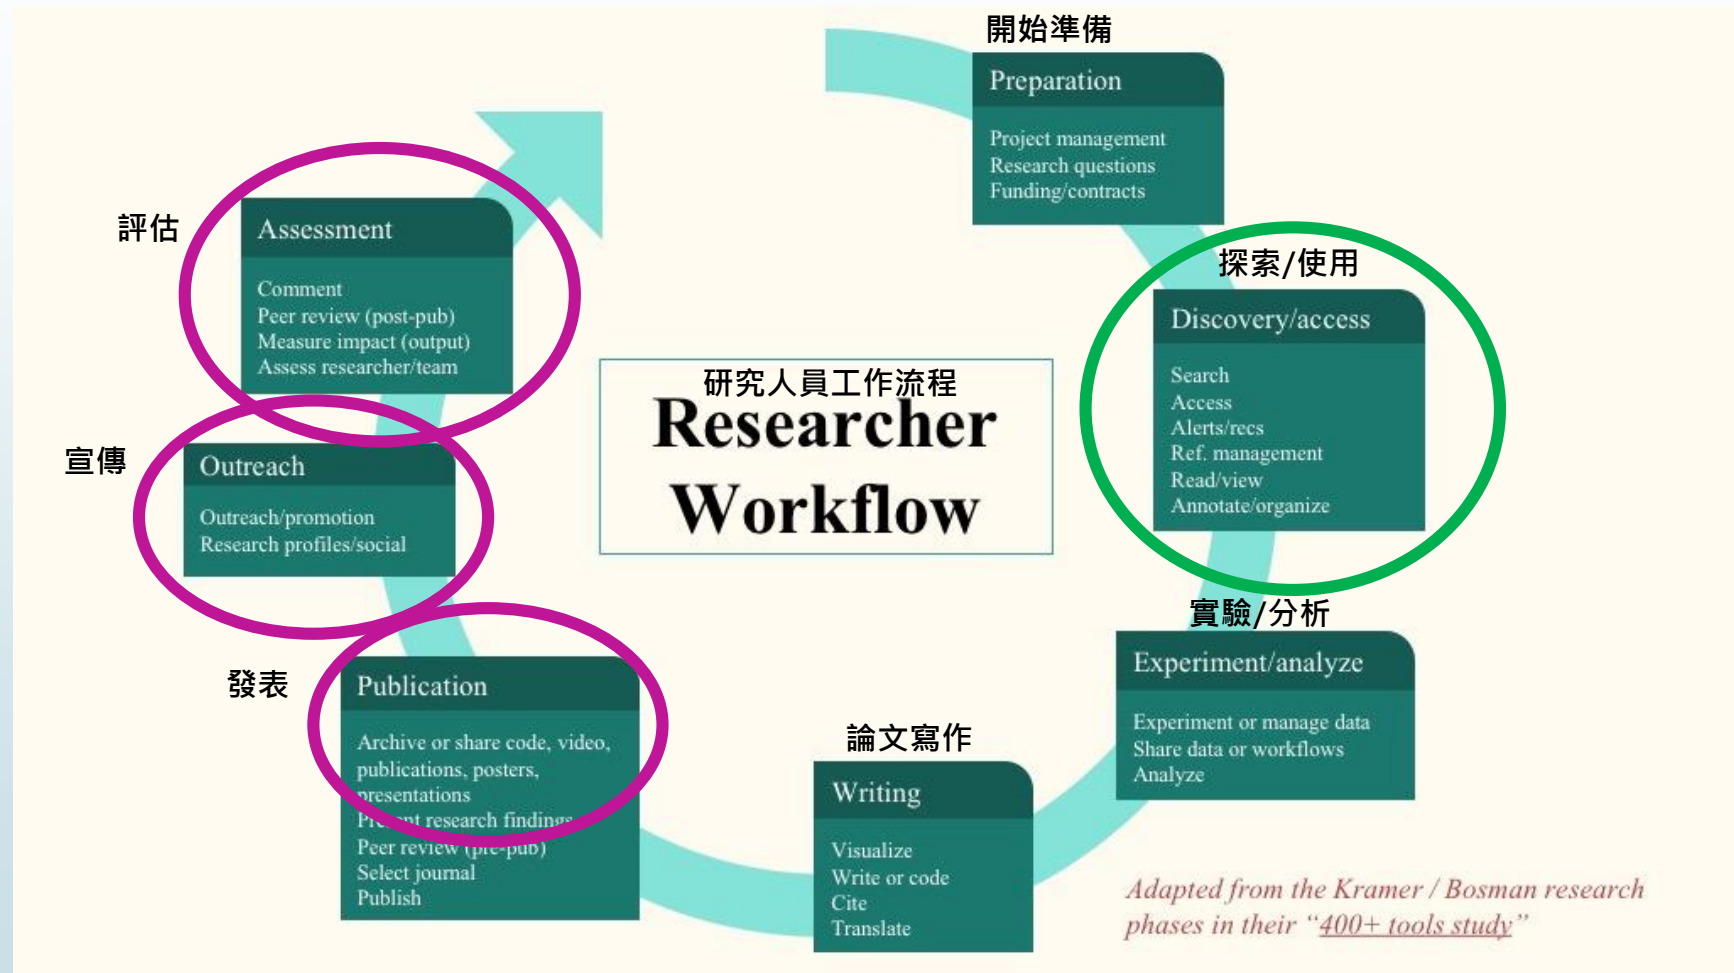 開始準備
Preparation
Project management
Research questions
Funding/contracts
探索/使用
Discovery/access
Search
Access
Alerts/recs
Ref. management
Read/view
Annotate/organize
實驗/分析
Experiment/analyze
Experiment or manage data
Share data or workflows
Analyze
論文寫作
Writing
Visualize
Write or code
Cite
Translate
發表
Publication
Archive or share code, video,
publications, posters,
presentations
Present research findings
Peer review (pre-pub)
Select journal
Publish
宣傳
Outreach
Outreach/promotion
Research profiles/social
評估
Assessment
Comment
Peer review (post-pub)
Measure impact (output)
Assess researcher/team
研究人員工作流程
Researcher
Workflow
Adapted from the Kramer / Bosman research
phases in their “400+ tools study”